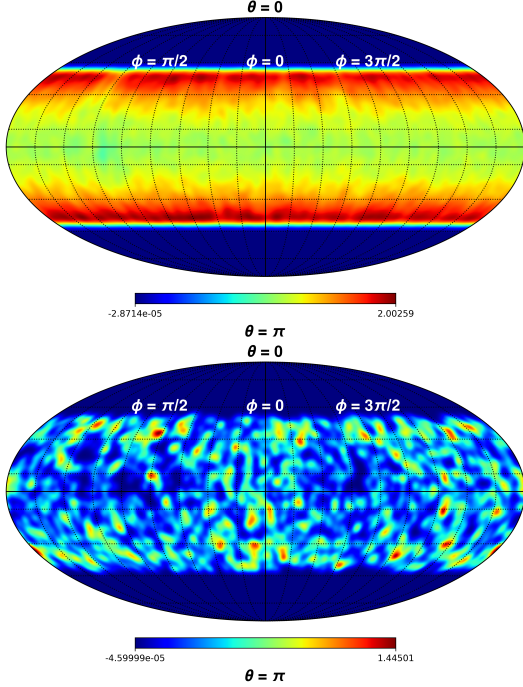 θ = 0
ϕ = π/2 ϕ = 0 ϕ = 3π/2
-2.8714e-05 2.00259
θ = π
θ = 0
ϕ = π/2 ϕ = 0 ϕ = 3π/2
-4.59999e-05 1.44501
θ = π